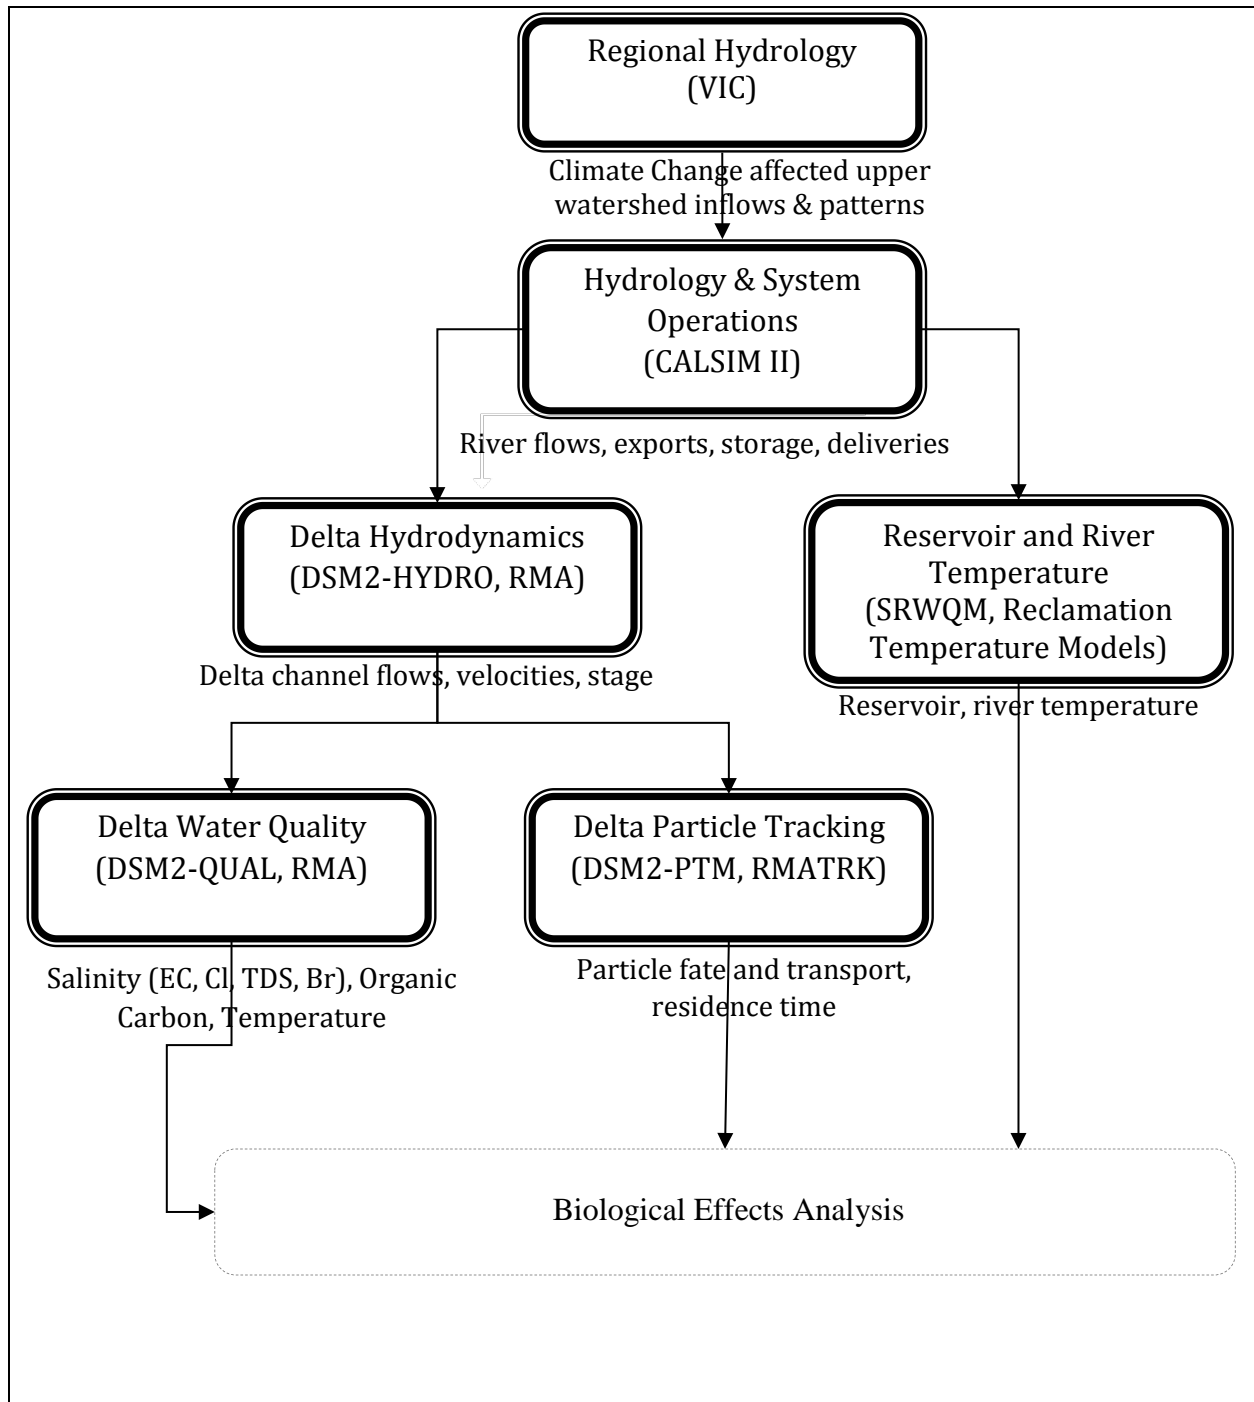 Regional Hydrology
(VIC)
Climate Change affected upper
watershed inflows & patterns
Hydrology & System
Operations
(CALSIM II)
River flows, exports, storage, deliveries
Delta Hydrodynamics
(DSM2-HYDRO, RMA)
Reservoir and River
Temperature
(SRWQM, Reclamation
Temperature Models)
Delta channel flows, velocities, stage
Reservoir, river temperature
Delta Water Quality
(DSM2-QUAL, RMA)
Delta Particle Tracking
(DSM2-PTM, RMATRK)
Salinity (EC, Cl, TDS, Br), Organic
Carbon, Temperature
Particle fate and transport,
residence time
Biological Effects Analysis